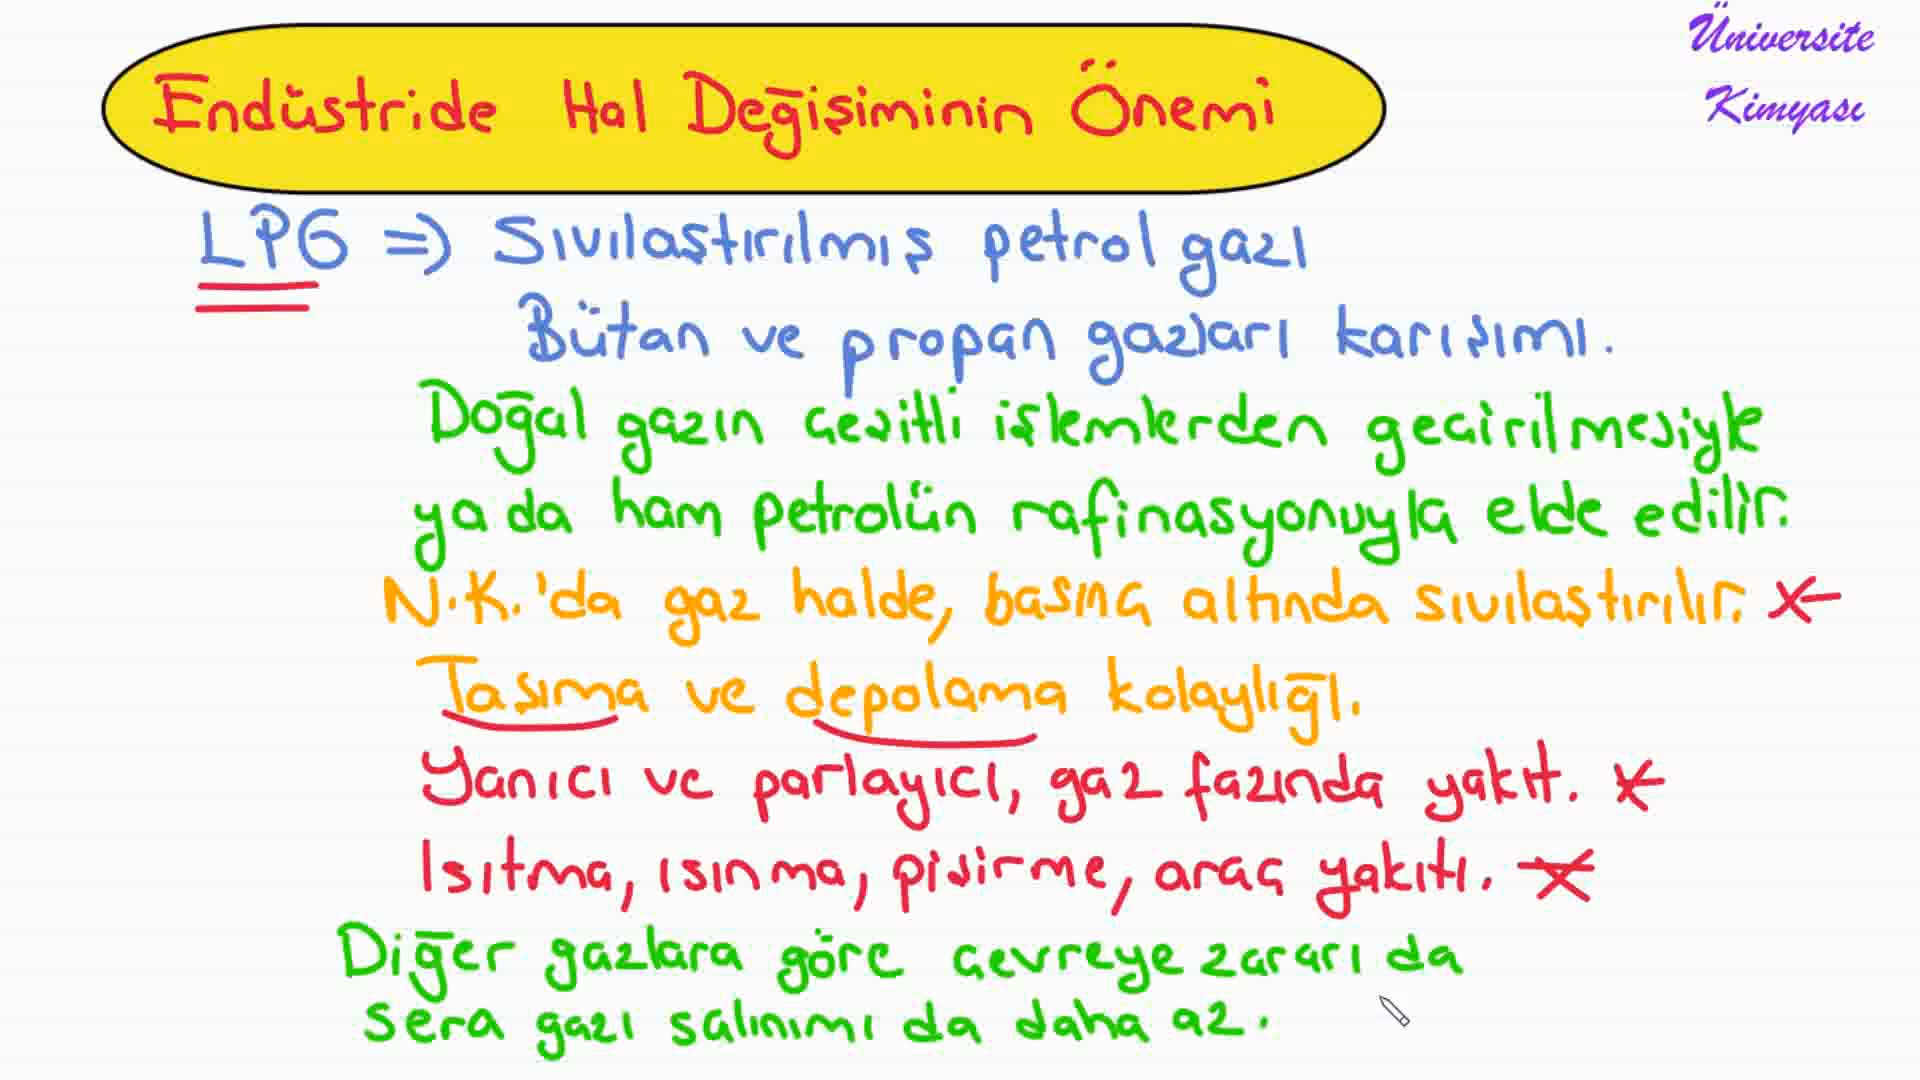 Üniversite
Kimyası
Endüstride Hal Değişiminin Önemi
LPG => Sıvılaştırılmış petrol gazı
Bütan ve propan gazları karışımı.
Doğal gazın çeşitli işlemlerden geçirilmesiyle
ya da ham petrolün rafinasyonuyla elde edilir.
N.K.'da gaz halde, basınç altında sıvılaştırılır.
Taşıma ve depolama kolaylığı.
Yanıcı ve parlayıcı, gaz fazında yakıt.
Isıtma, ısınma, pişirme, araç yakıtı.
Diğer gazlara göre çevreye zararı da
sera gazı salınımı da daha az.